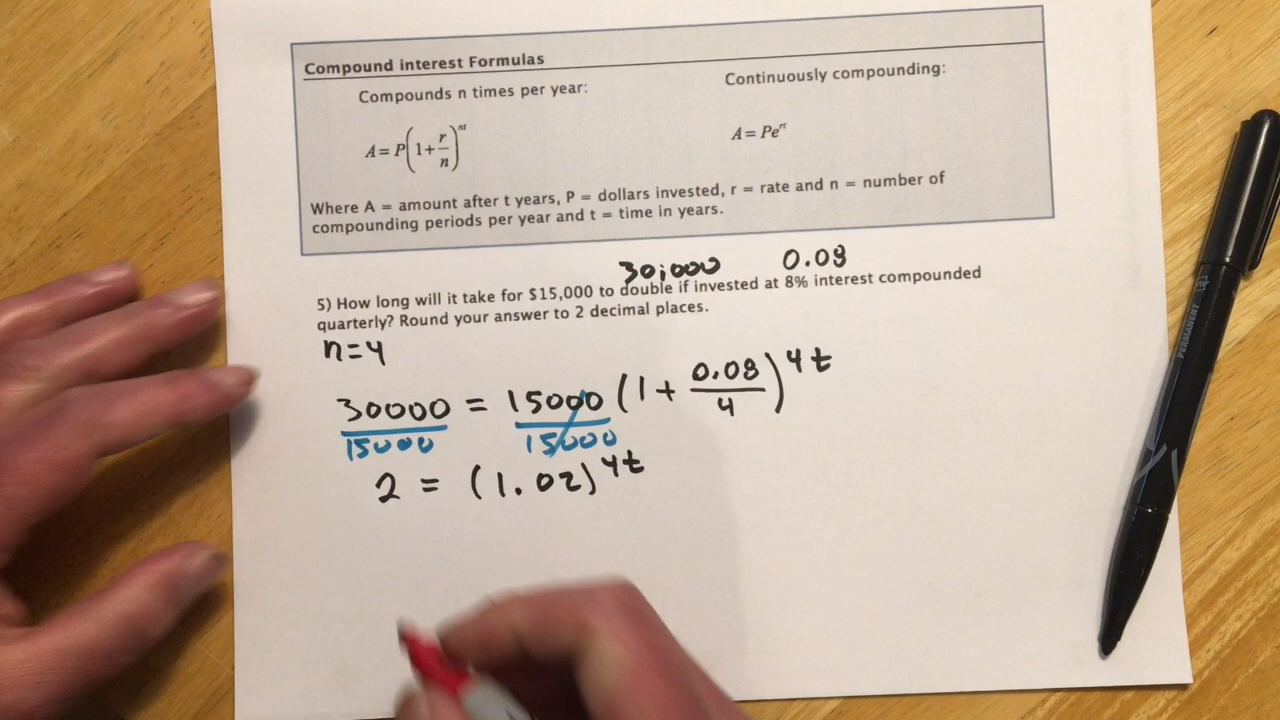 Compound interest Formulas
Compounds n times per year:
Continuously compounding:
A = P(1 + r/n)^nt
A = Pe^rt
Where A = amount after t years, P = dollars invested, r = rate and n = number of
compounding periods per year and t = time in years.
30,000 0.08
5) How long will it take for $15,000 to double if invested at 8% interest compounded
quarterly? Round your answer to 2 decimal places.
n=4
30000 = 15000 (1 + 0.08/4)^4t
15000 15000
2 = (1.02)^4t
PERMANENT